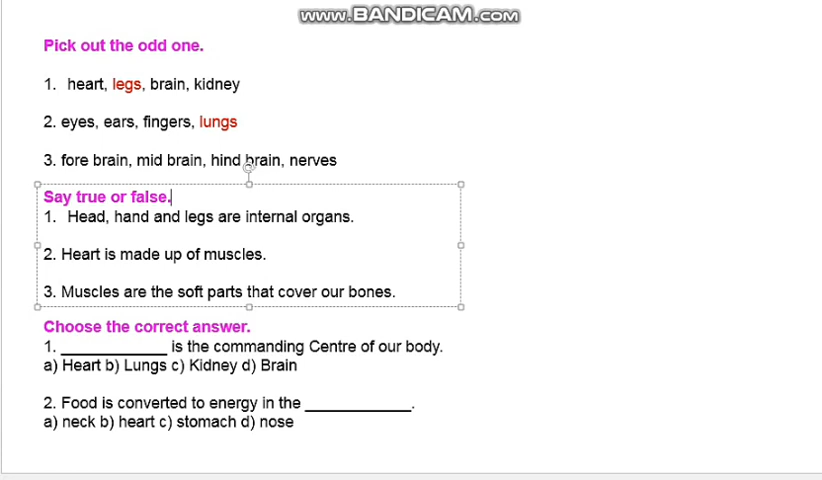 www.BANDICAM.com
Pick out the odd one.
1. heart, legs, brain, kidney
2. eyes, ears, fingers, lungs
3. fore brain, mid brain, hind brain, nerves
Say true or false.
1. Head, hand and legs are internal organs.
2. Heart is made up of muscles.
3. Muscles are the soft parts that cover our bones.
Choose the correct answer.
1. _____________ is the commanding Centre of our body.
a) Heart b) Lungs c) Kidney d) Brain
2. Food is converted to energy in the _____________.
a) neck b) heart c) stomach d) nose